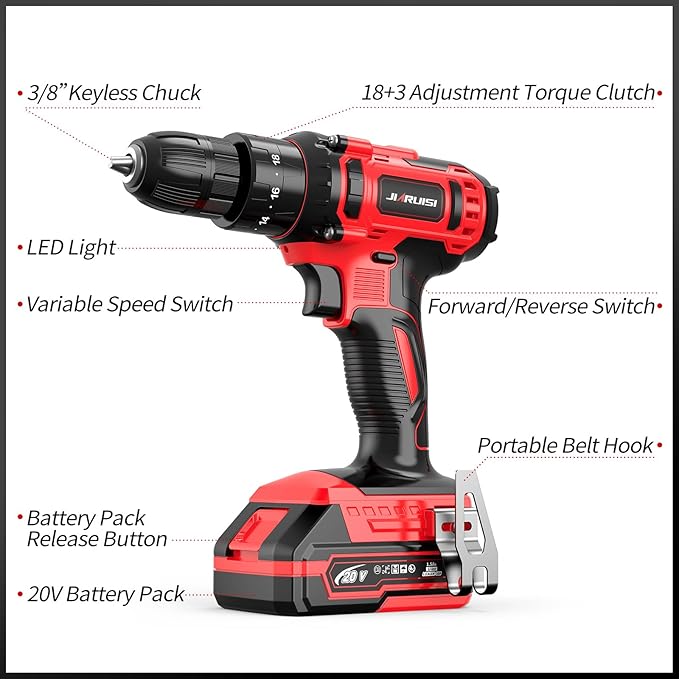 3/8” Keyless Chuck
18+3 Adjustment Torque Clutch
18
16
14
JIARUISI
LED Light
Variable Speed Switch
Forward/Reverse Switch
Portable Belt Hook
Battery Pack
Release Button
20V Battery Pack
20 V